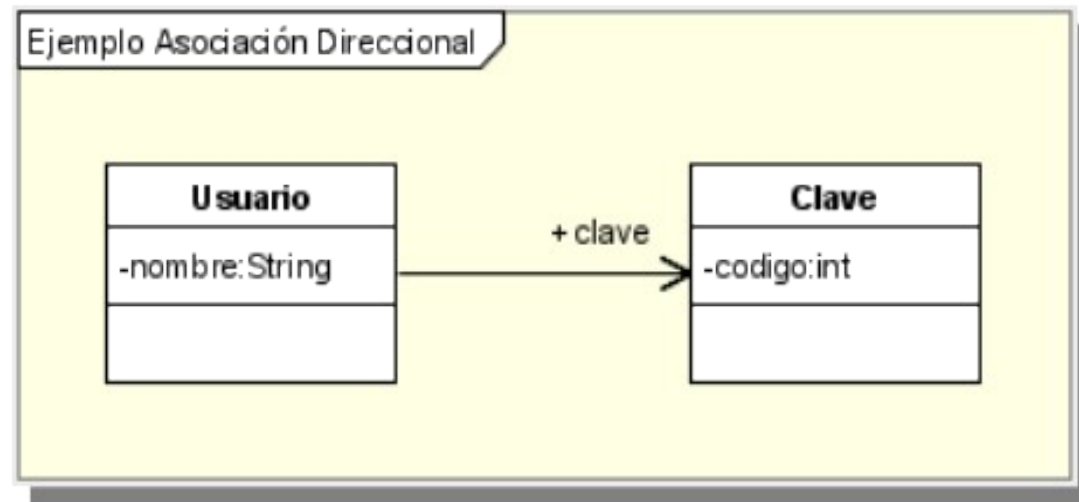 Ejemplo Asociación Direccional
Usuario
-nombre:String
+ clave
Clave
-codigo:int